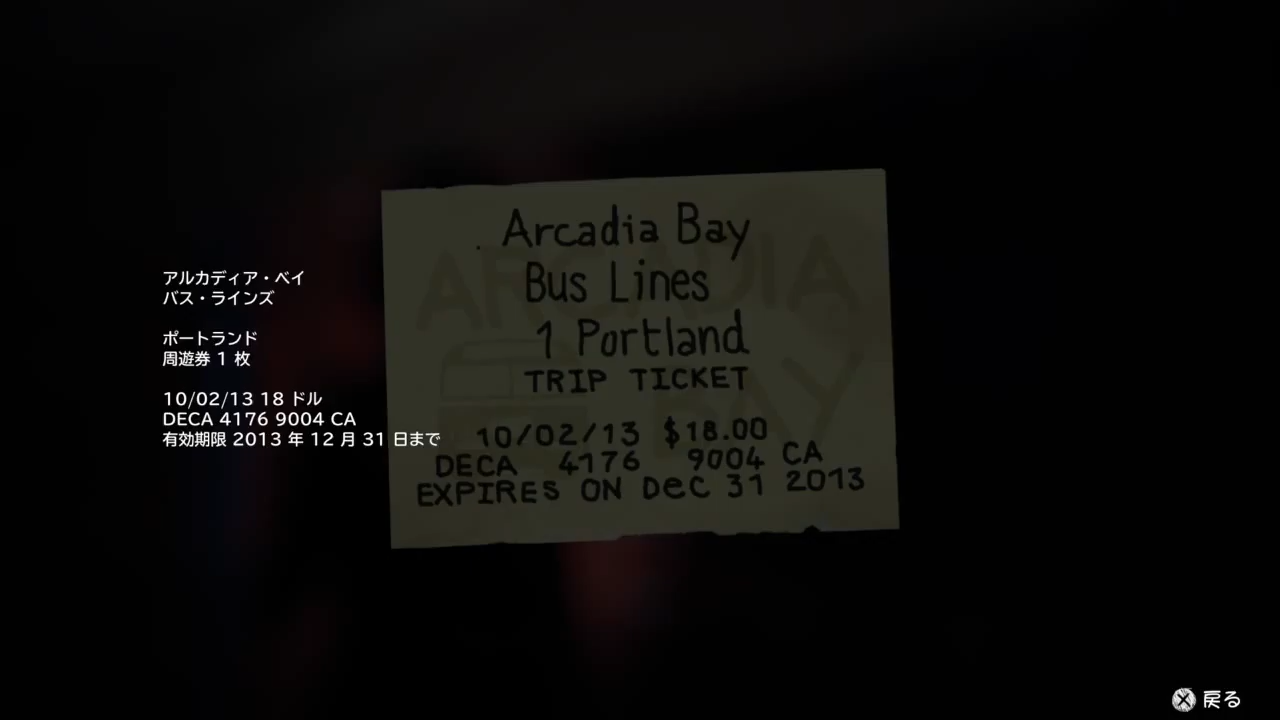 アルカディア・ベイ
バス・ラインズ
ポートランド
周遊券 1 枚
10/02/13 18 ドル
DECA 4176 9004 CA
有効期限 2013 年 12 月 31 日まで
ARCADIA
BAY
Arcadia Bay
Bus Lines
1 Portland
TRIP TICKET
10/02/13 $18.00
DECA 4176 9004 CA
EXPIRES ON DeC 31 2013
戻る